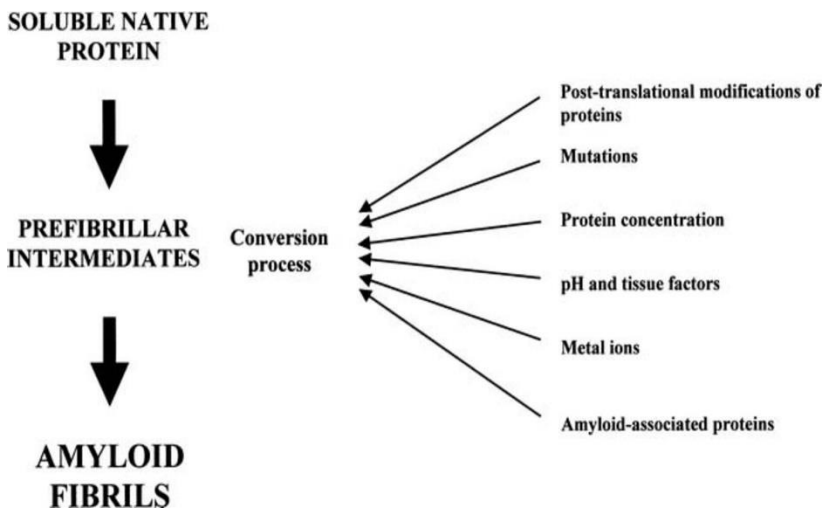 SOLUBLE NATIVE
PROTEIN
PREFIBRILLAR
INTERMEDIATES
AMYLOID
FIBRILS
Conversion
process
Post-translational modifications of
proteins
Mutations
Protein concentration
pH and tissue factors
Metal ions
Amyloid-associated proteins